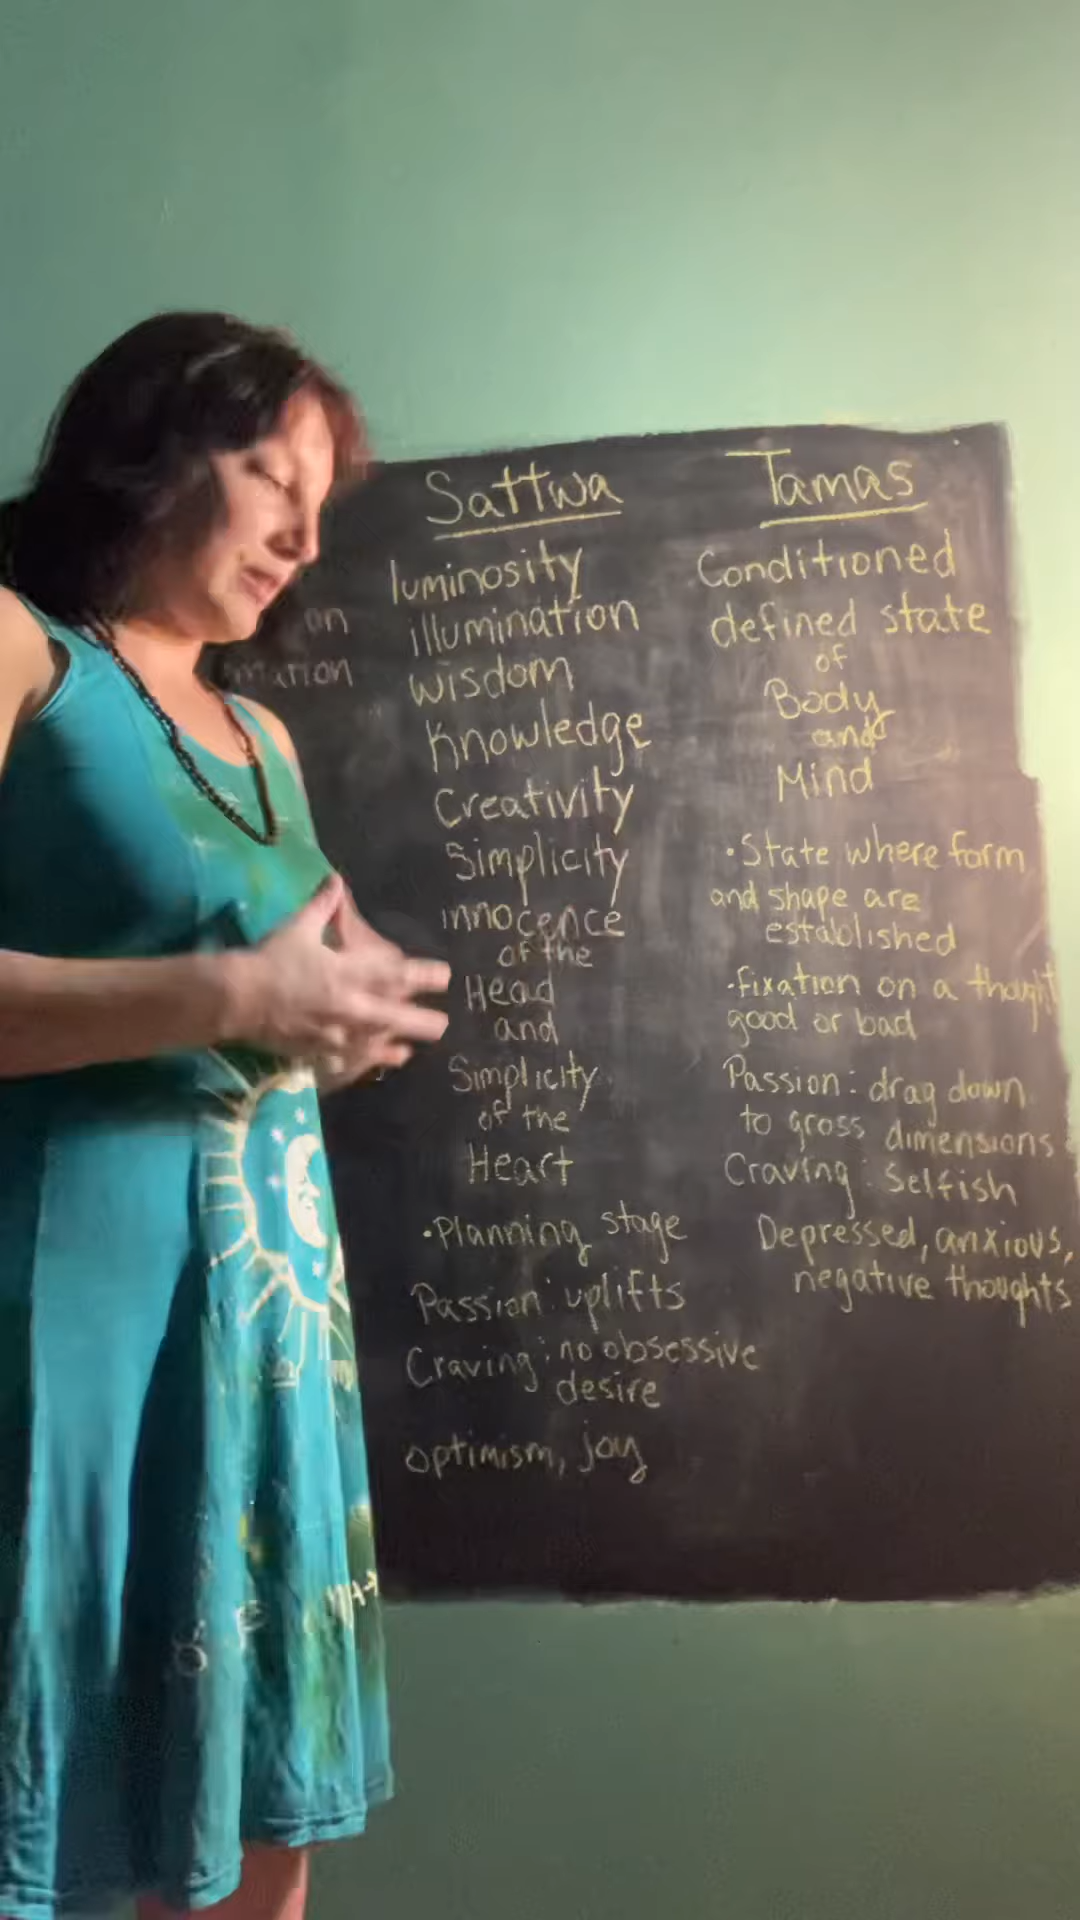 Sattwa
luminosity
illumination
wisdom
Knowledge
Creativity
Simplicity
innocence
of the
Head
and
Simplicity
of the
Heart
•Planning stage
Passion: uplifts
Craving: no obsessive
desire
optimism, joy
Tamas
Conditioned
defined state
of
Body
and
Mind
•State where form
and shape are
established
•fixation on a thought
good or bad
Passion: drag down
to gross dimensions
Craving: Selfish
Depressed, anxious,
negative thoughts